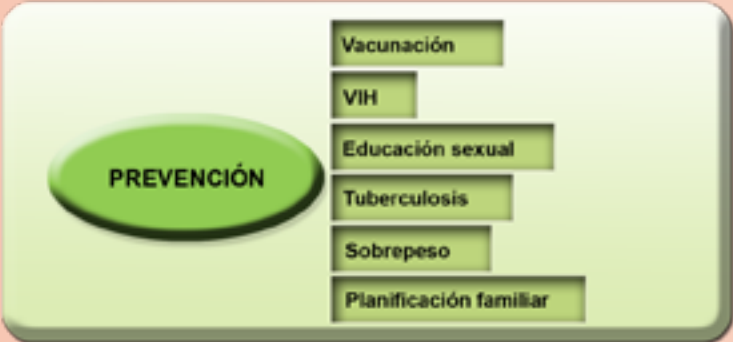 PREVENCIÓN
Vacunación
VIH
Educación sexual
Tuberculosis
Sobrepeso
Planificación familiar